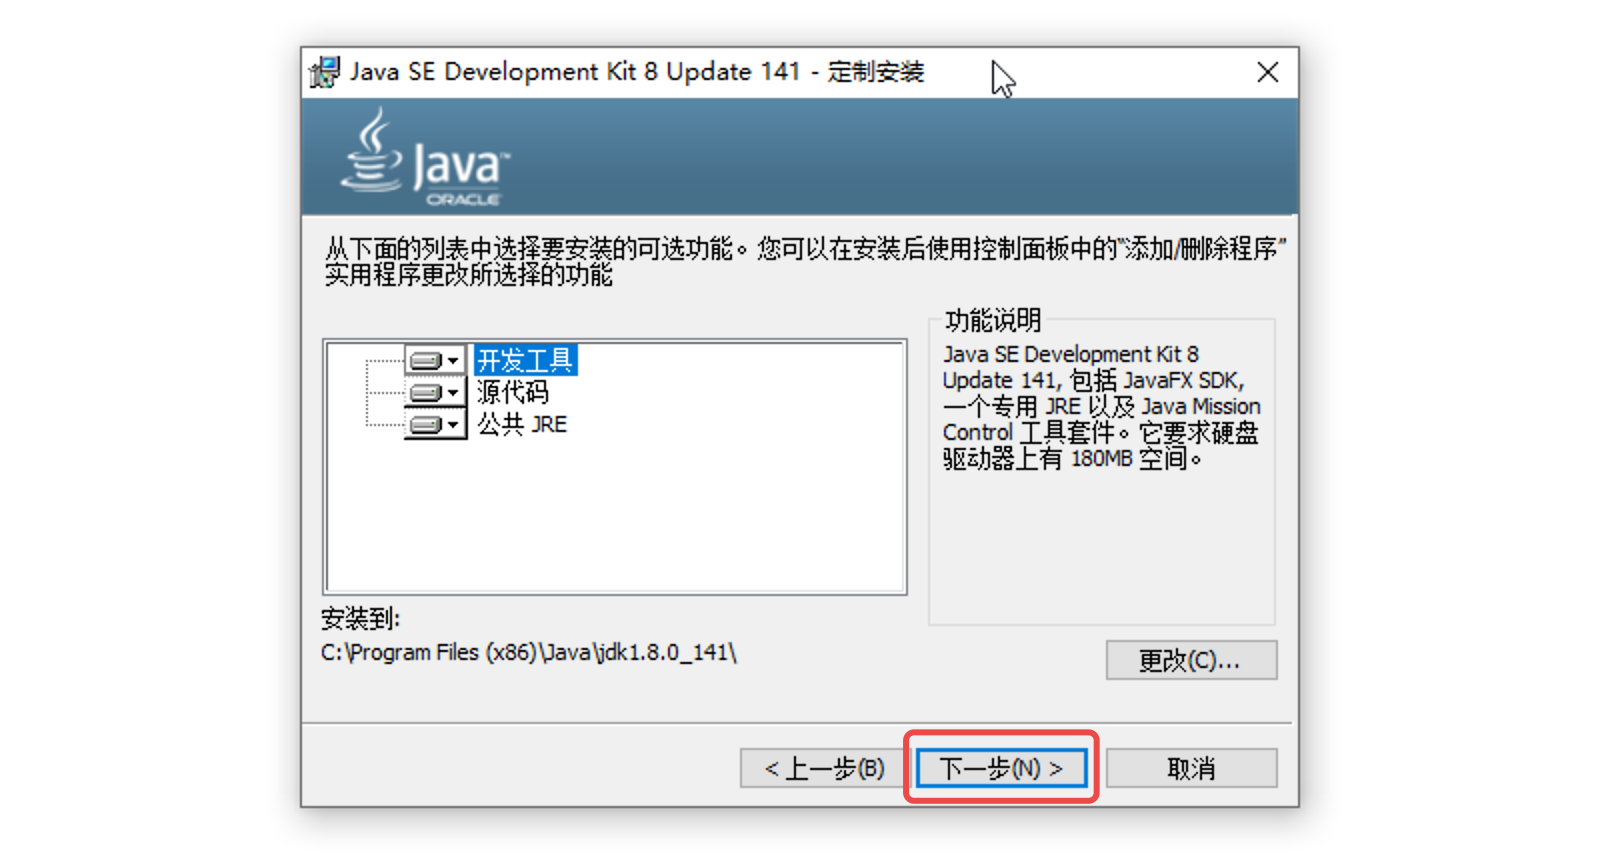 Java SE Development Kit 8 Update 141 - 定制安装
Java™
ORACLE
从下面的列表中选择要安装的可选功能。您可以在安装后使用控制面板中的“添加/删除程序”
实用程序更改所选择的功能
开发工具
源代码
公共 JRE
功能说明
Java SE Development Kit 8
Update 141, 包括 JavaFX SDK,
一个专用 JRE 以及 Java Mission
Control 工具套件。它要求硬盘
驱动器上有 180MB 空间。
安装到:
C:\Program Files (x86)\Java\jdk1.8.0_141\
更改(C)...
< 上一步(B)
下一步(N) >
取消